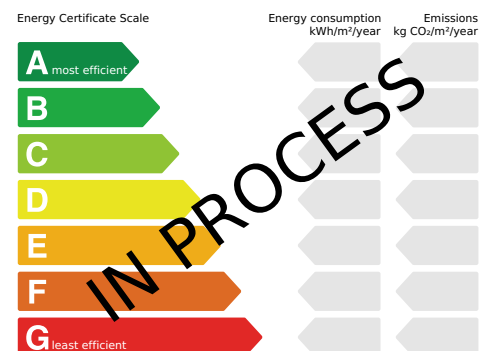 Energy Certificate Scale
Energy consumption
kWh/m²/year
Emissions
kg CO₂/m²/year
A most efficient
B
C
D
E
F
G least efficient
IN PROCESS